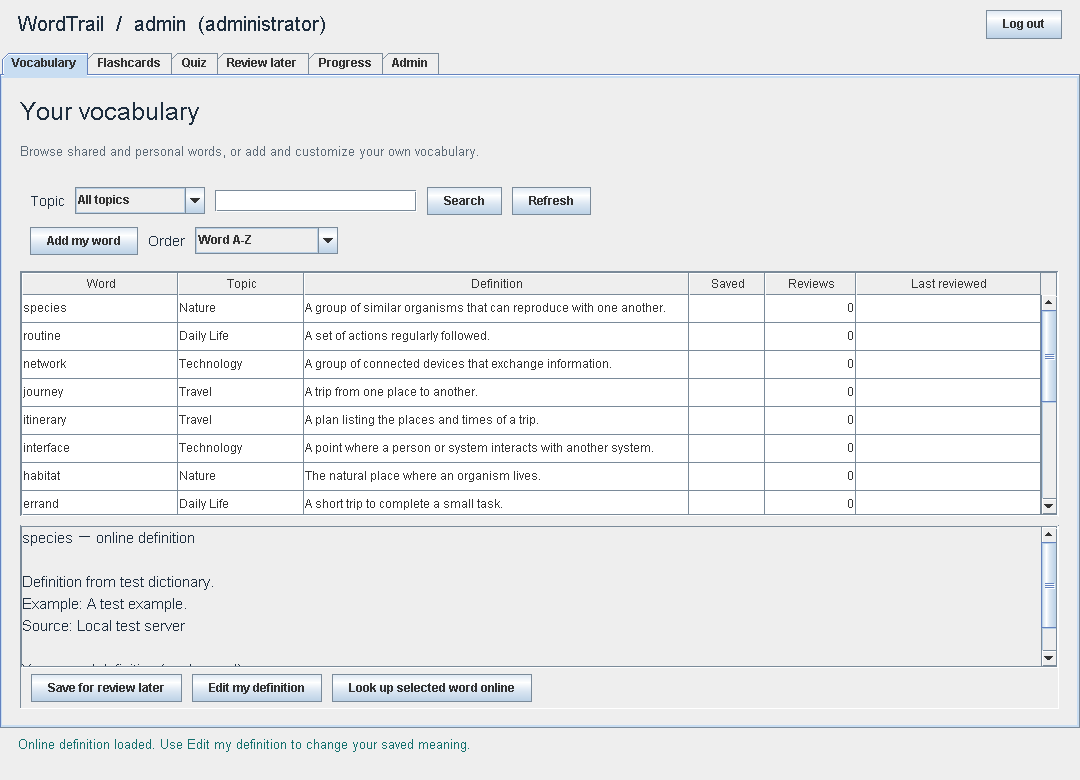 WordTrail / admin (administrator)
Log out
Vocabulary Flashcards Quiz Review later Progress Admin
Your vocabulary
Browse shared and personal words, or add and customize your own vocabulary.
Topic All topics Search Refresh
Add my word Order Word A-Z
Word Topic Definition Saved Reviews Last reviewed
species Nature A group of similar organisms that can reproduce with one another. 0
routine Daily Life A set of actions regularly followed. 0
network Technology A group of connected devices that exchange information. 0
journey Travel A trip from one place to another. 0
itinerary Travel A plan listing the places and times of a trip. 0
interface Technology A point where a person or system interacts with another system. 0
habitat Nature The natural place where an organism lives. 0
errand Daily Life A short trip to complete a small task. 0
species — online definition
Definition from test dictionary.
Example: A test example.
Source: Local test server
Save for review later Edit my definition Look up selected word online
Online definition loaded. Use Edit my definition to change your saved meaning.